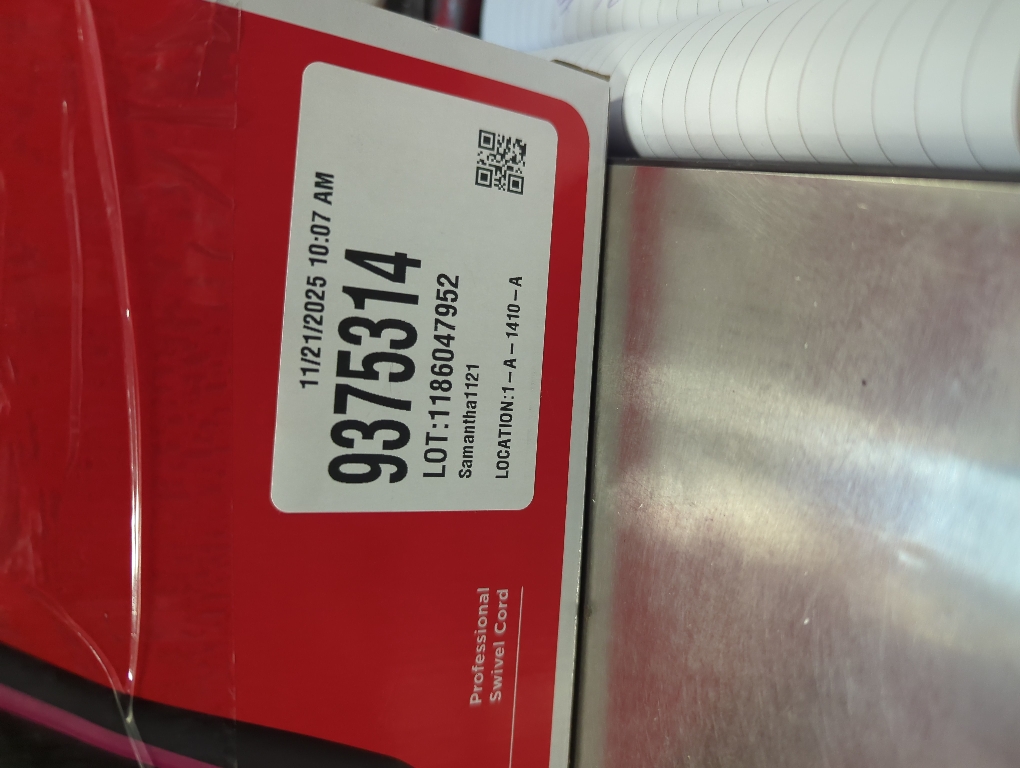 11/21/2025 10:07 AM
9375314
LOT:1186047952
Samantha1121
LOCATION:1-A-1410-A
Professional
Swivel Cord